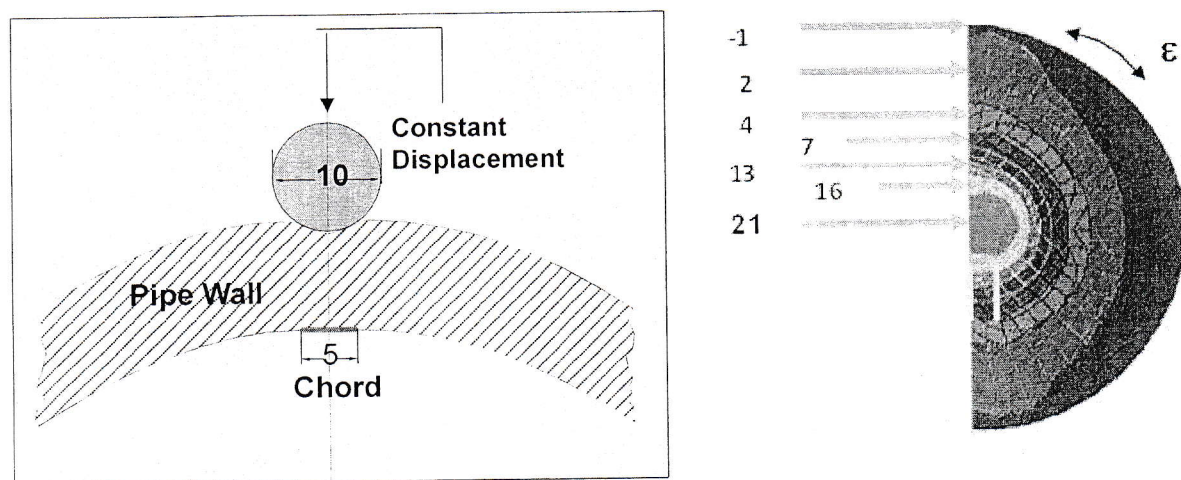 Constant
Displacement
10
Pipe Wall
5
Chord
-1
2
4
7
13
16
21
ε